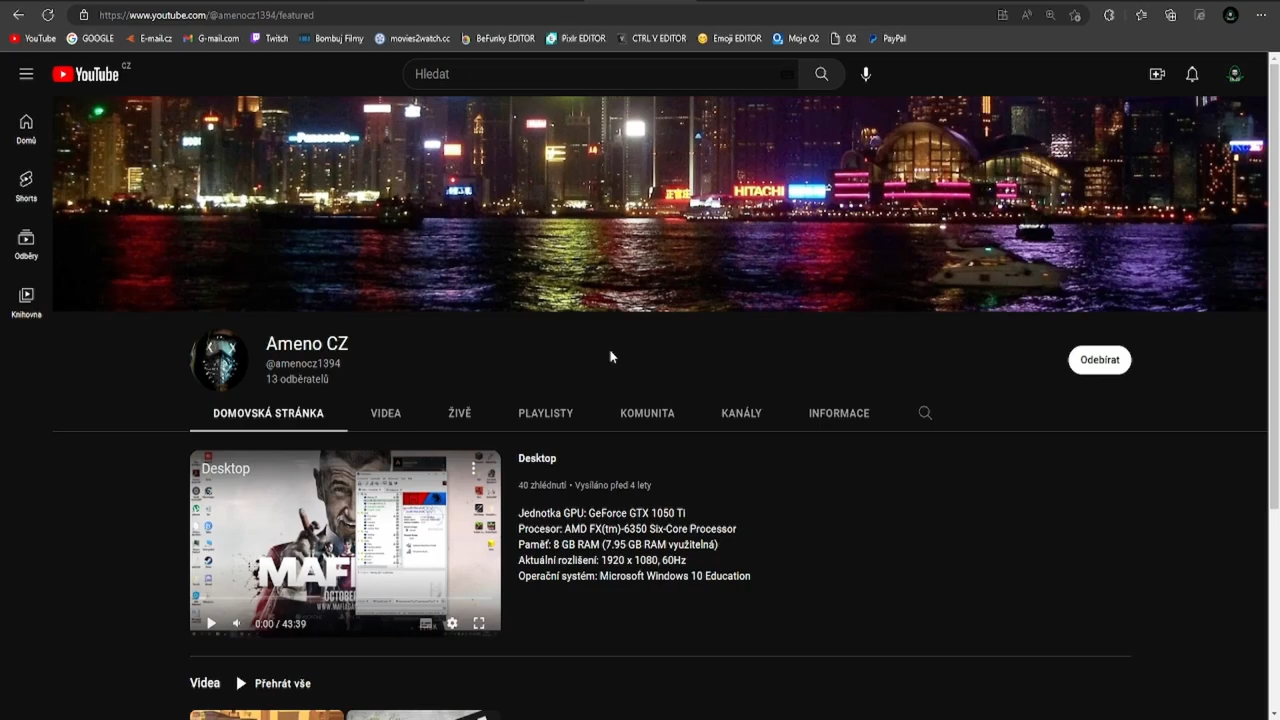 https://www.youtube.com/@amenocz1394/featured
YouTube GOOGLE E-mail.cz G-mail.com Twitch Bombuj Filmy movies2watch.cc BeFunky EDITOR Pixlr EDITOR CTRL V EDITOR Emoji EDITOR Moje O2 O2 PayPal
YouTube CZ
Hledat
Domů
Shorts
Odběry
Knihovna
Panasonic
HITACHI
Ameno CZ
@amenocz1394
13 odběratelů
Odebírat
DOMOVSKÁ STRÁNKA VIDEA ŽIVĚ PLAYLISTY KOMUNITA KANÁLY INFORMACE
Desktop
MAFI
OCTOBER
0:00 / 43:39
Desktop
40 zhlédnutí • Vysíláno před 4 lety
Jednotka GPU: GeForce GTX 1050 Ti
Procesor: AMD FX(tm)-6350 Six-Core Processor
Paměť: 8 GB RAM (7.95 GB RAM využitelná)
Aktuální rozlišení: 1920 x 1080, 60Hz
Operační systém: Microsoft Windows 10 Education
Videa Přehrát vše